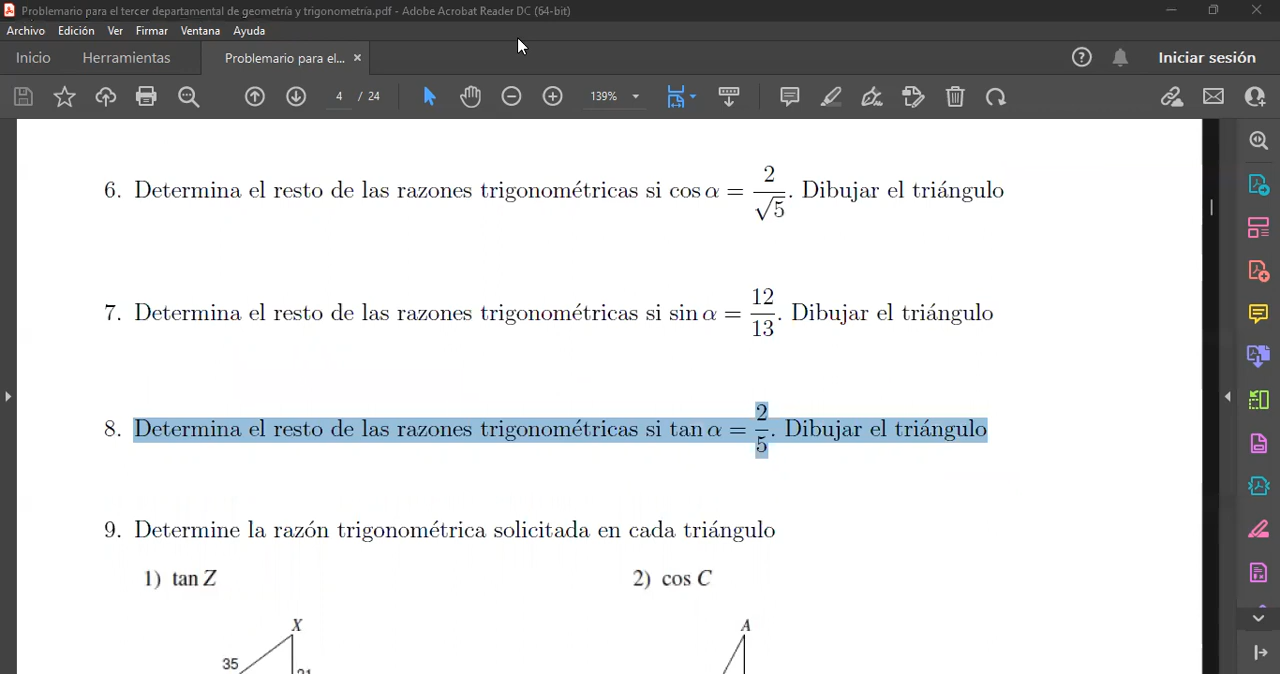 Problemario para el tercer departamental de geometría y trigonometría.pdf - Adobe Acrobat Reader DC (64-bit)
Archivo Edición Ver Firmar Ventana Ayuda
Inicio Herramientas Problemario para el... × Iniciar sesión
4 / 24 139%
6. Determina el resto de las razones trigonométricas si cos α = 2/√5. Dibujar el triángulo
7. Determina el resto de las razones trigonométricas si sin α = 12/13. Dibujar el triángulo
8. Determina el resto de las razones trigonométricas si tan α = 2/5. Dibujar el triángulo
9. Determine la razón trigonométrica solicitada en cada triángulo
1) tan Z 2) cos C
X A
35